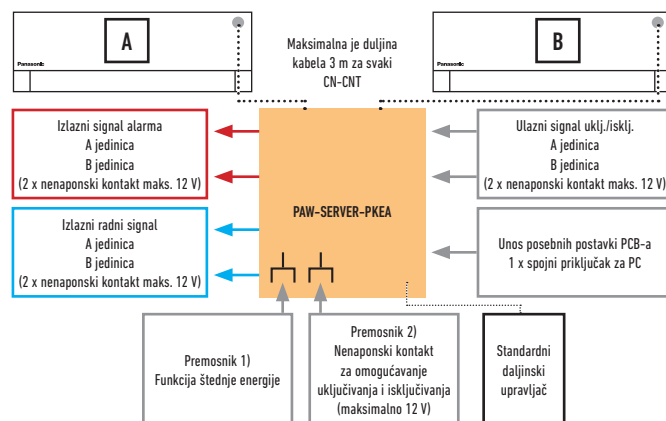 A
Panasonic
Maksimalna je duljina
kabela 3 m za svaki
CN-CNT
B
Panasonic
Izlazni signal alarma
A jedinica
B jedinica
(2 x nenaponski kontakt maks. 12 V)
Izlazni radni signal
A jedinica
B jedinica
(2 x nenaponski kontakt maks. 12 V)
PAW-SERVER-PKEA
Ulazni signal uklj./isklj.
A jedinica
B jedinica
(2 x nenaponski kontakt maks. 12 V)
Unos posebnih postavki PCB-a
1 x spojni priključak za PC
Premosnik 1)
Funkcija štednje energije
Premosnik 2)
Nenaponski kontakt
za omogućavanje
uključivanja i isključivanja
(maksimalno 12 V)
Standardni
daljinski
upravljač